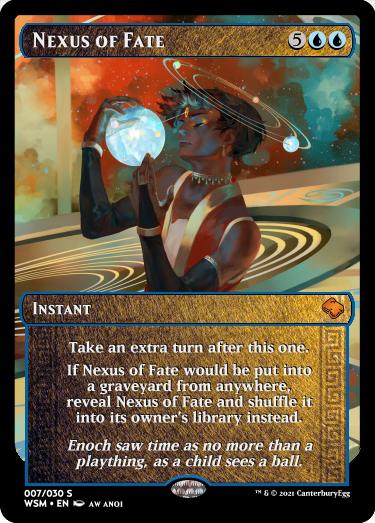 Nexus of Fate
5
Instant
Take an extra turn after this one.
If Nexus of Fate would be put into
a graveyard from anywhere,
reveal Nexus of Fate and shuffle it
into its owner's library instead.
Enoch saw time as no more than a
plaything, as a child sees a ball.
007/030 S
WSM • EN AW ANOI
™ & © 2021 CanterburyEgg